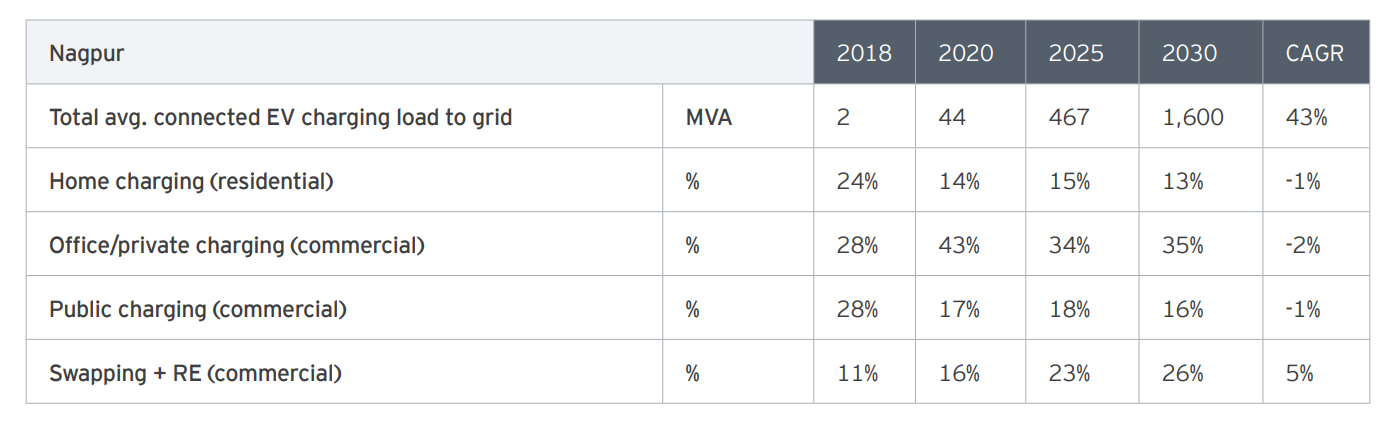 Nagpur 2018 2020 2025 2030 CAGR
Total avg. connected EV charging load to grid MVA 2 44 467 1,600 43%
Home charging (residential) % 24% 14% 15% 13% -1%
Office/private charging (commercial) % 28% 43% 34% 35% -2%
Public charging (commercial) % 28% 17% 18% 16% -1%
Swapping + RE (commercial) % 11% 16% 23% 26% 5%